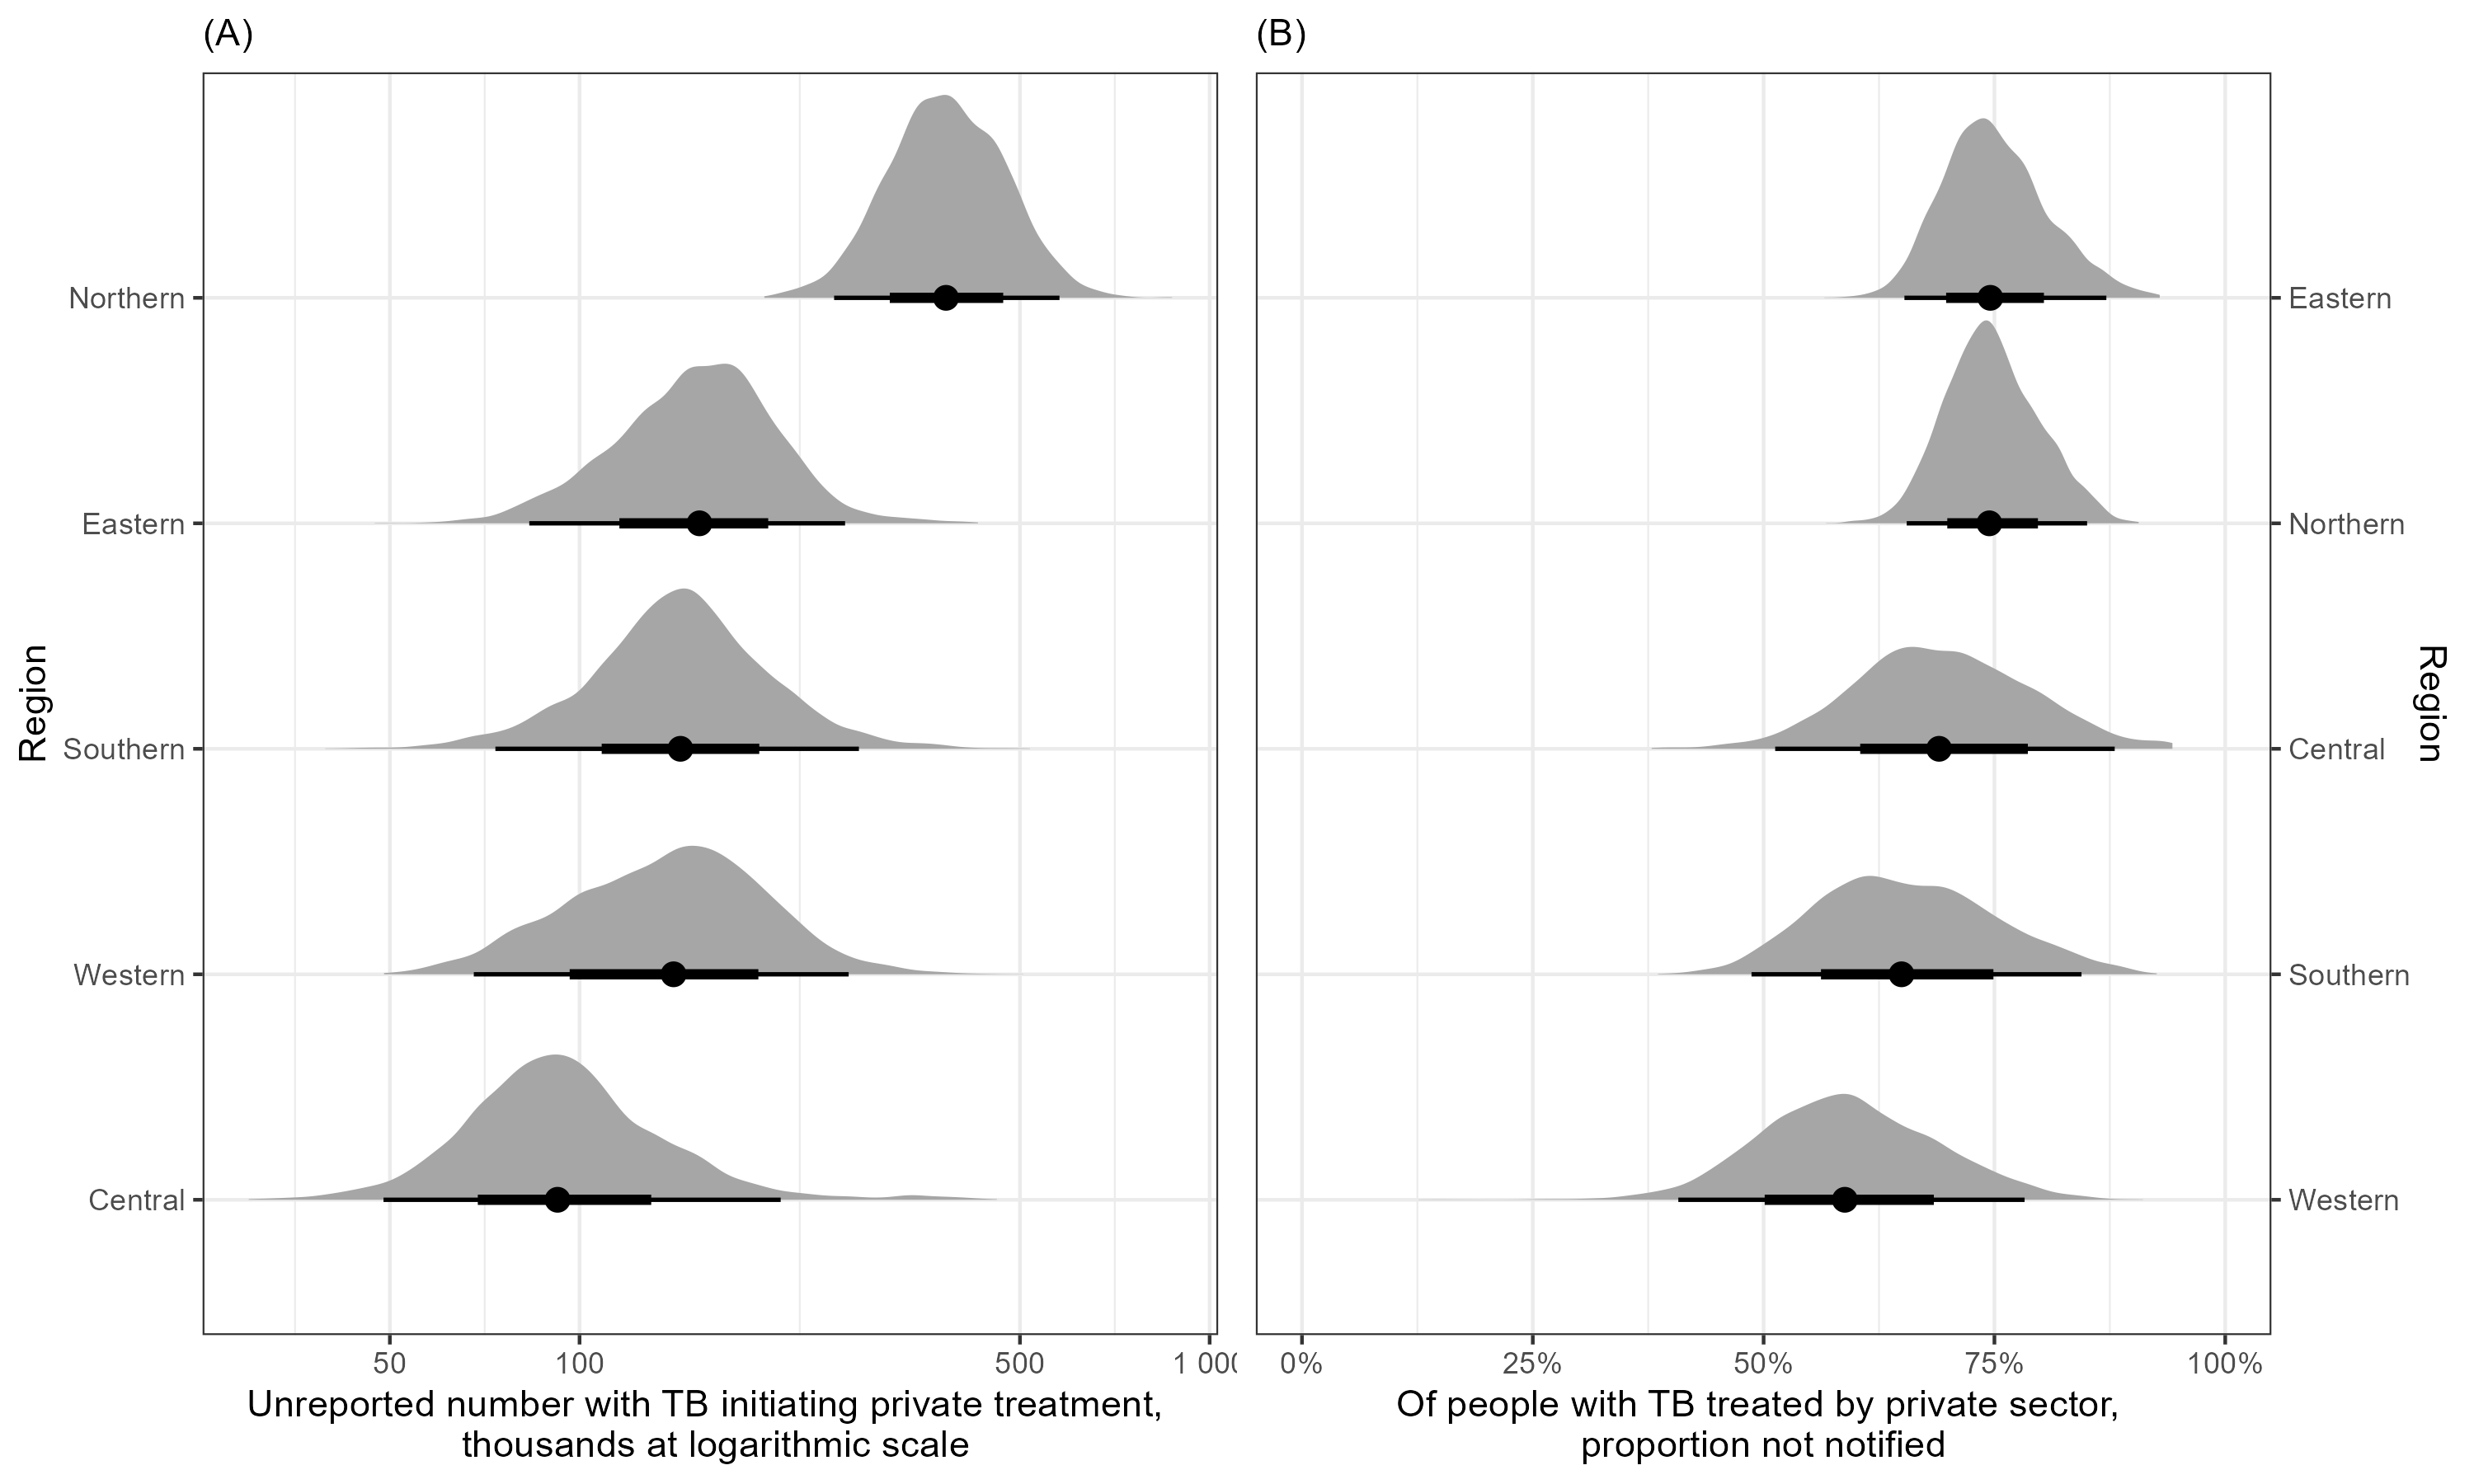 (A)
Region
Northern
Eastern
Southern
Western
Central
50
100
500
1 00
Unreported number with TB initiating private treatment,
thousands at logarithmic scale
(B)
Eastern
Northern
Central
Southern
Western
Region
0%
25%
50%
75%
100%
Of people with TB treated by private sector,
proportion not notified